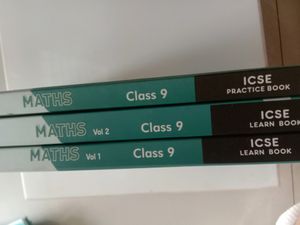 MATHS Class 9 ICSE
PRACTICE BOOK
MATHS Vol 2 Class 9 ICSE
LEARN BOOK
MATHS Vol 1 Class 9 ICSE
LEARN BOOK